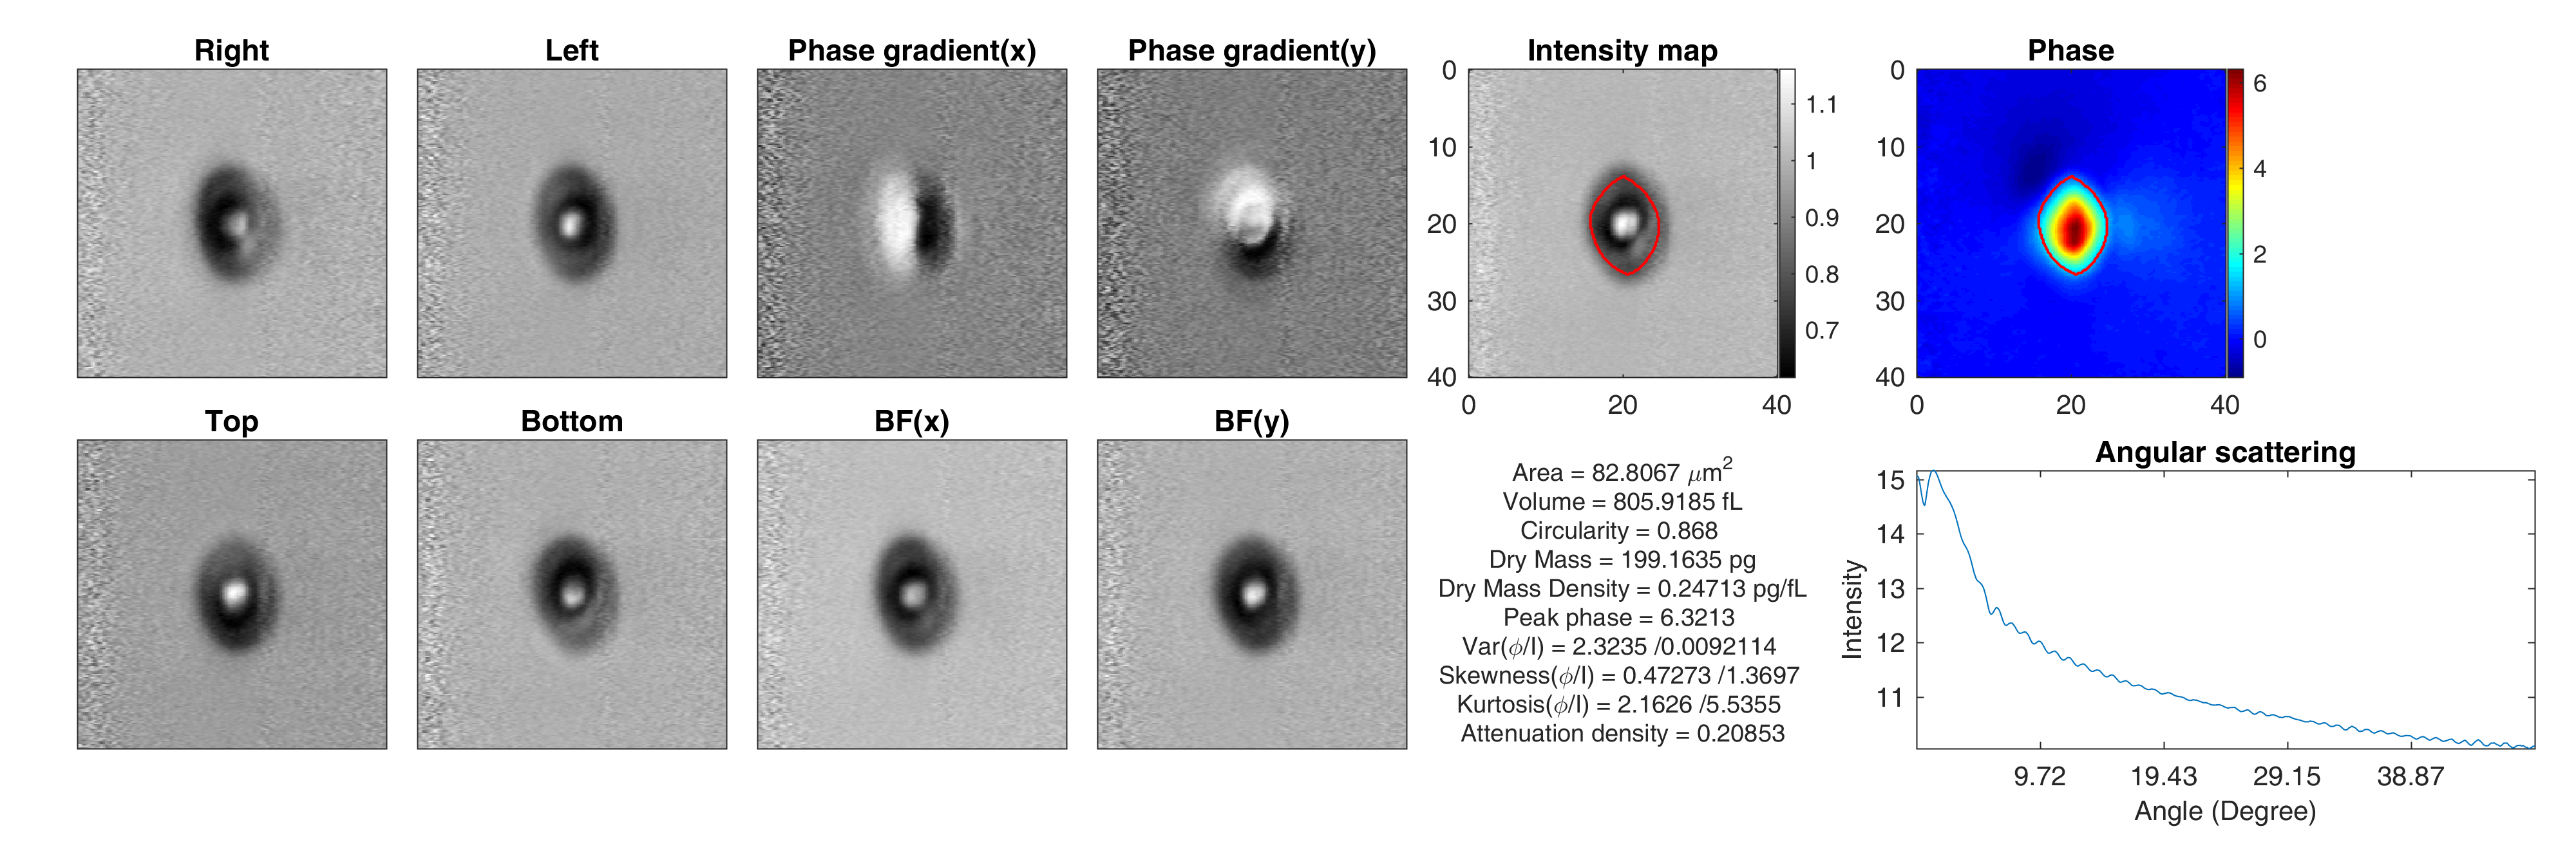 Right
Left
Phase gradient(x)
Phase gradient(y)
Intensity map
0
10
20
30
40
0
20
40
1.1
1
0.9
0.8
0.7
Phase
0
10
20
30
40
0
20
40
6
4
2
0
Top
Bottom
BF(x)
BF(y)
Area = 82.8067 μm²
Volume = 805.9185 fL
Circularity = 0.868
Dry Mass = 199.1635 pg
Dry Mass Density = 0.24713 pg/fL
Peak phase = 6.3213
Var(ϕ/I) = 2.3235 /0.0092114
Skewness(ϕ/I) = 0.47273 /1.3697
Kurtosis(ϕ/I) = 2.1626 /5.5355
Attenuation density = 0.20853
Angular scattering
Intensity
15
14
13
12
11
9.72
19.43
29.15
38.87
Angle (Degree)